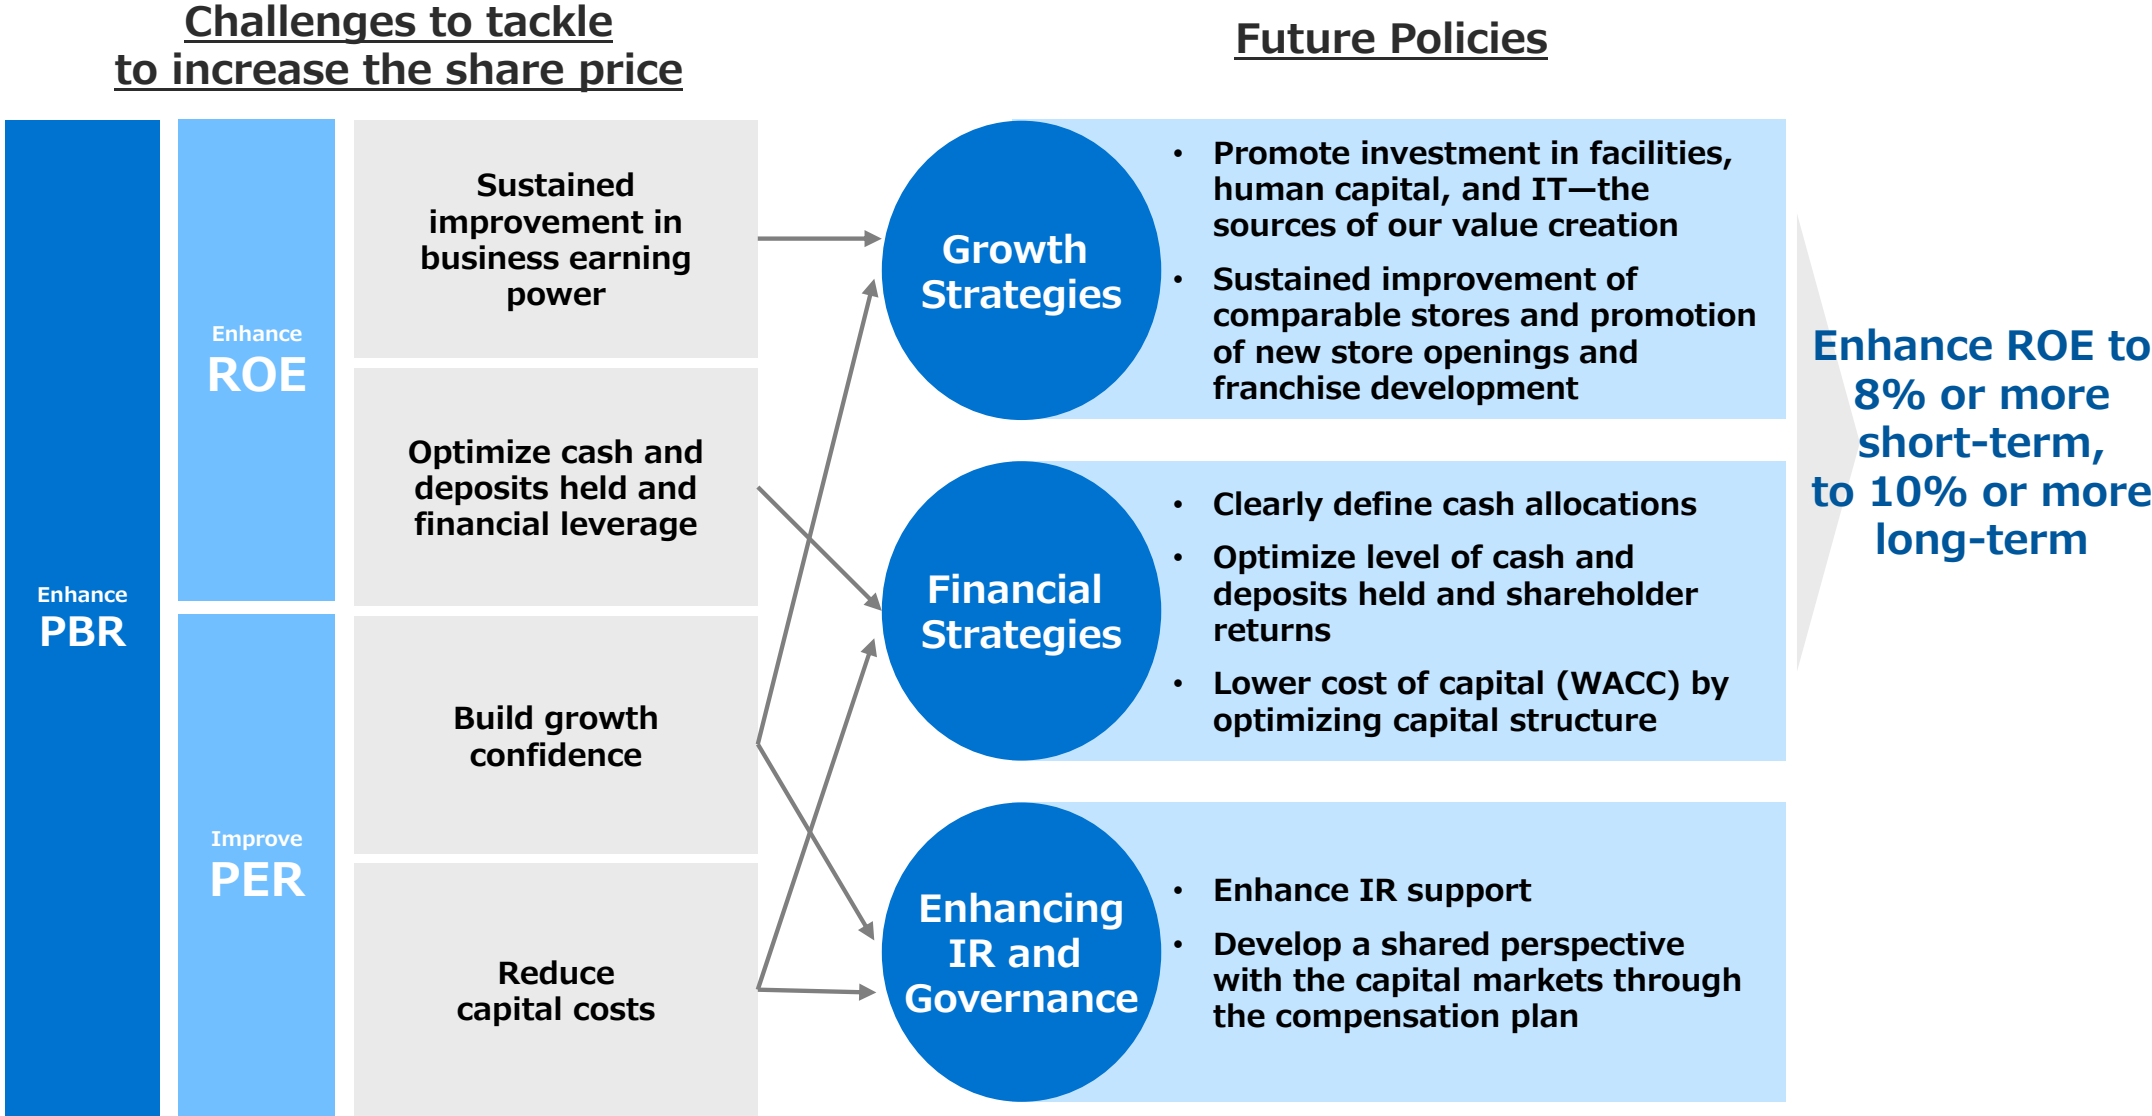 Challenges to tackle
to increase the share price
Future Policies
Enhance
PBR
Enhance
ROE
Improve
PER
Sustained
improvement in
business earning
power
Optimize cash and
deposits held and
financial leverage
Build growth
confidence
Reduce
capital costs
Growth
Strategies
• Promote investment in facilities,
human capital, and IT—the
sources of our value creation
• Sustained improvement of
comparable stores and promotion
of new store openings and
franchise development
Financial
Strategies
• Clearly define cash allocations
• Optimize level of cash and
deposits held and shareholder
returns
• Lower cost of capital (WACC) by
optimizing capital structure
Enhancing
IR and
Governance
• Enhance IR support
• Develop a shared perspective
with the capital markets through
the compensation plan
Enhance ROE to
8% or more
short-term,
to 10% or more
long-term